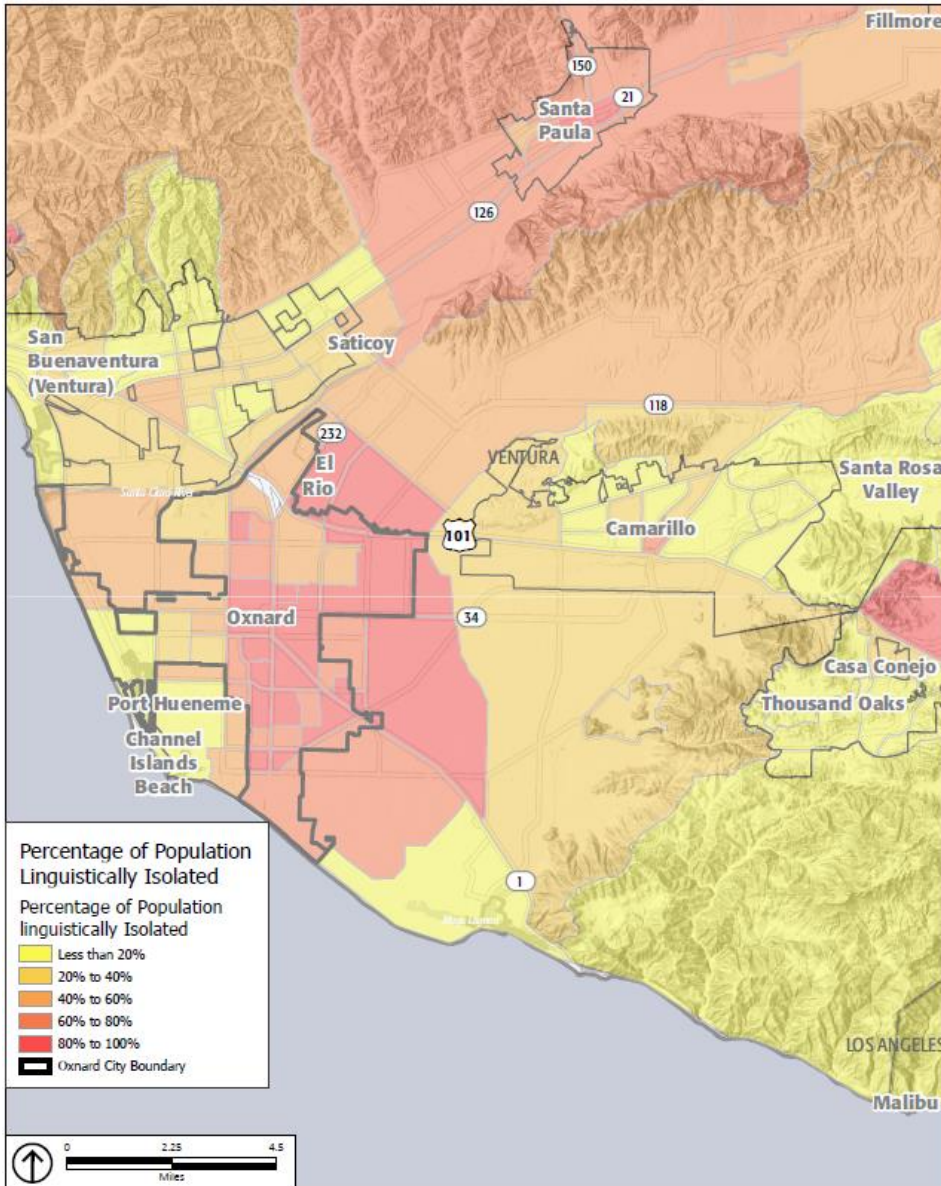 Fillmore
150
Santa
Paula
21
126
San
Buenaventura
(Ventura)
Saticoy
118
232
El
Rio
VENTURA
Santa Rosa
Valley
Santa Clara River
101
Camarillo
Oxnard
34
Casa Conejo
Thousand Oaks
Port Hueneme
Channel
Islands
Beach
1
LOS ANGELES
Malibu
Percentage of Population
Linguistically Isolated
Percentage of Population
linguistically Isolated
Less than 20%
20% to 40%
40% to 60%
60% to 80%
80% to 100%
Oxnard City Boundary
0 2.25 4.5
Miles